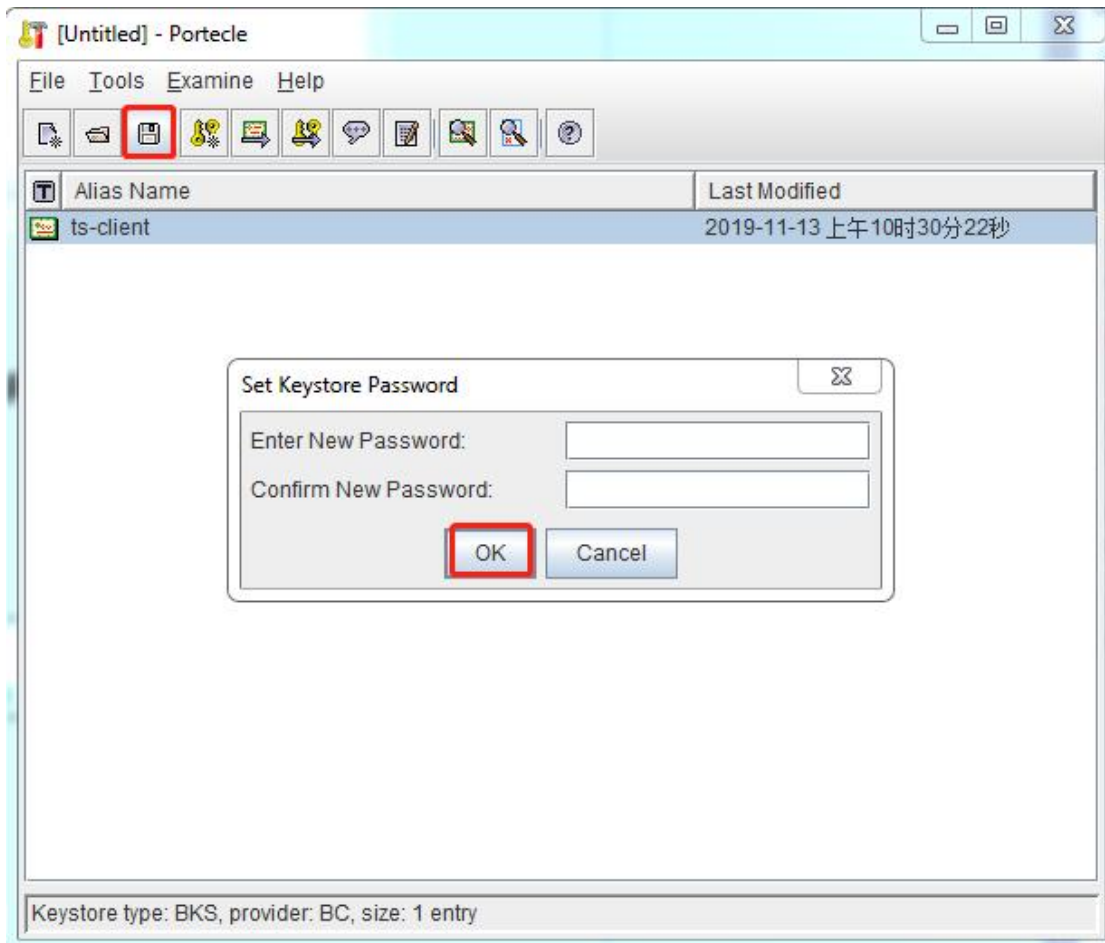 [Untitled] - Portecle
File Tools Examine Help
T Alias Name Last Modified
ts-client 2019-11-13 上午10时30分22秒
Set Keystore Password
Enter New Password:
Confirm New Password:
OK Cancel
Keystore type: BKS, provider: BC, size: 1 entry